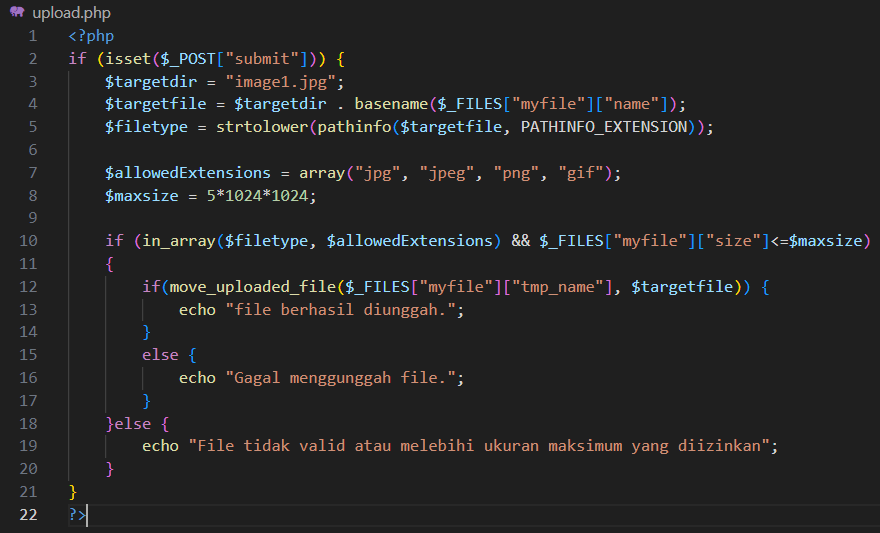 upload.php
1 <?php
2 if (isset($_POST["submit"])) {
3     $targetdir = "image1.jpg";
4     $targetfile = $targetdir . basename($_FILES["myfile"]["name"]);
5     $filetype = strtolower(pathinfo($targetfile, PATHINFO_EXTENSION));
6
7     $allowedExtensions = array("jpg", "jpeg", "png", "gif");
8     $maxsize = 5*1024*1024;
9
10     if (in_array($filetype, $allowedExtensions) && $_FILES["myfile"]["size"]<=$maxsize)
11     {
12         if(move_uploaded_file($_FILES["myfile"]["tmp_name"], $targetfile)) {
13             echo "file berhasil diunggah.";
14         }
15         else {
16             echo "Gagal menggunggah file.";
17         }
18     }else {
19         echo "File tidak valid atau melebihi ukuran maksimum yang diizinkan";
20     }
21 }
22 ?>